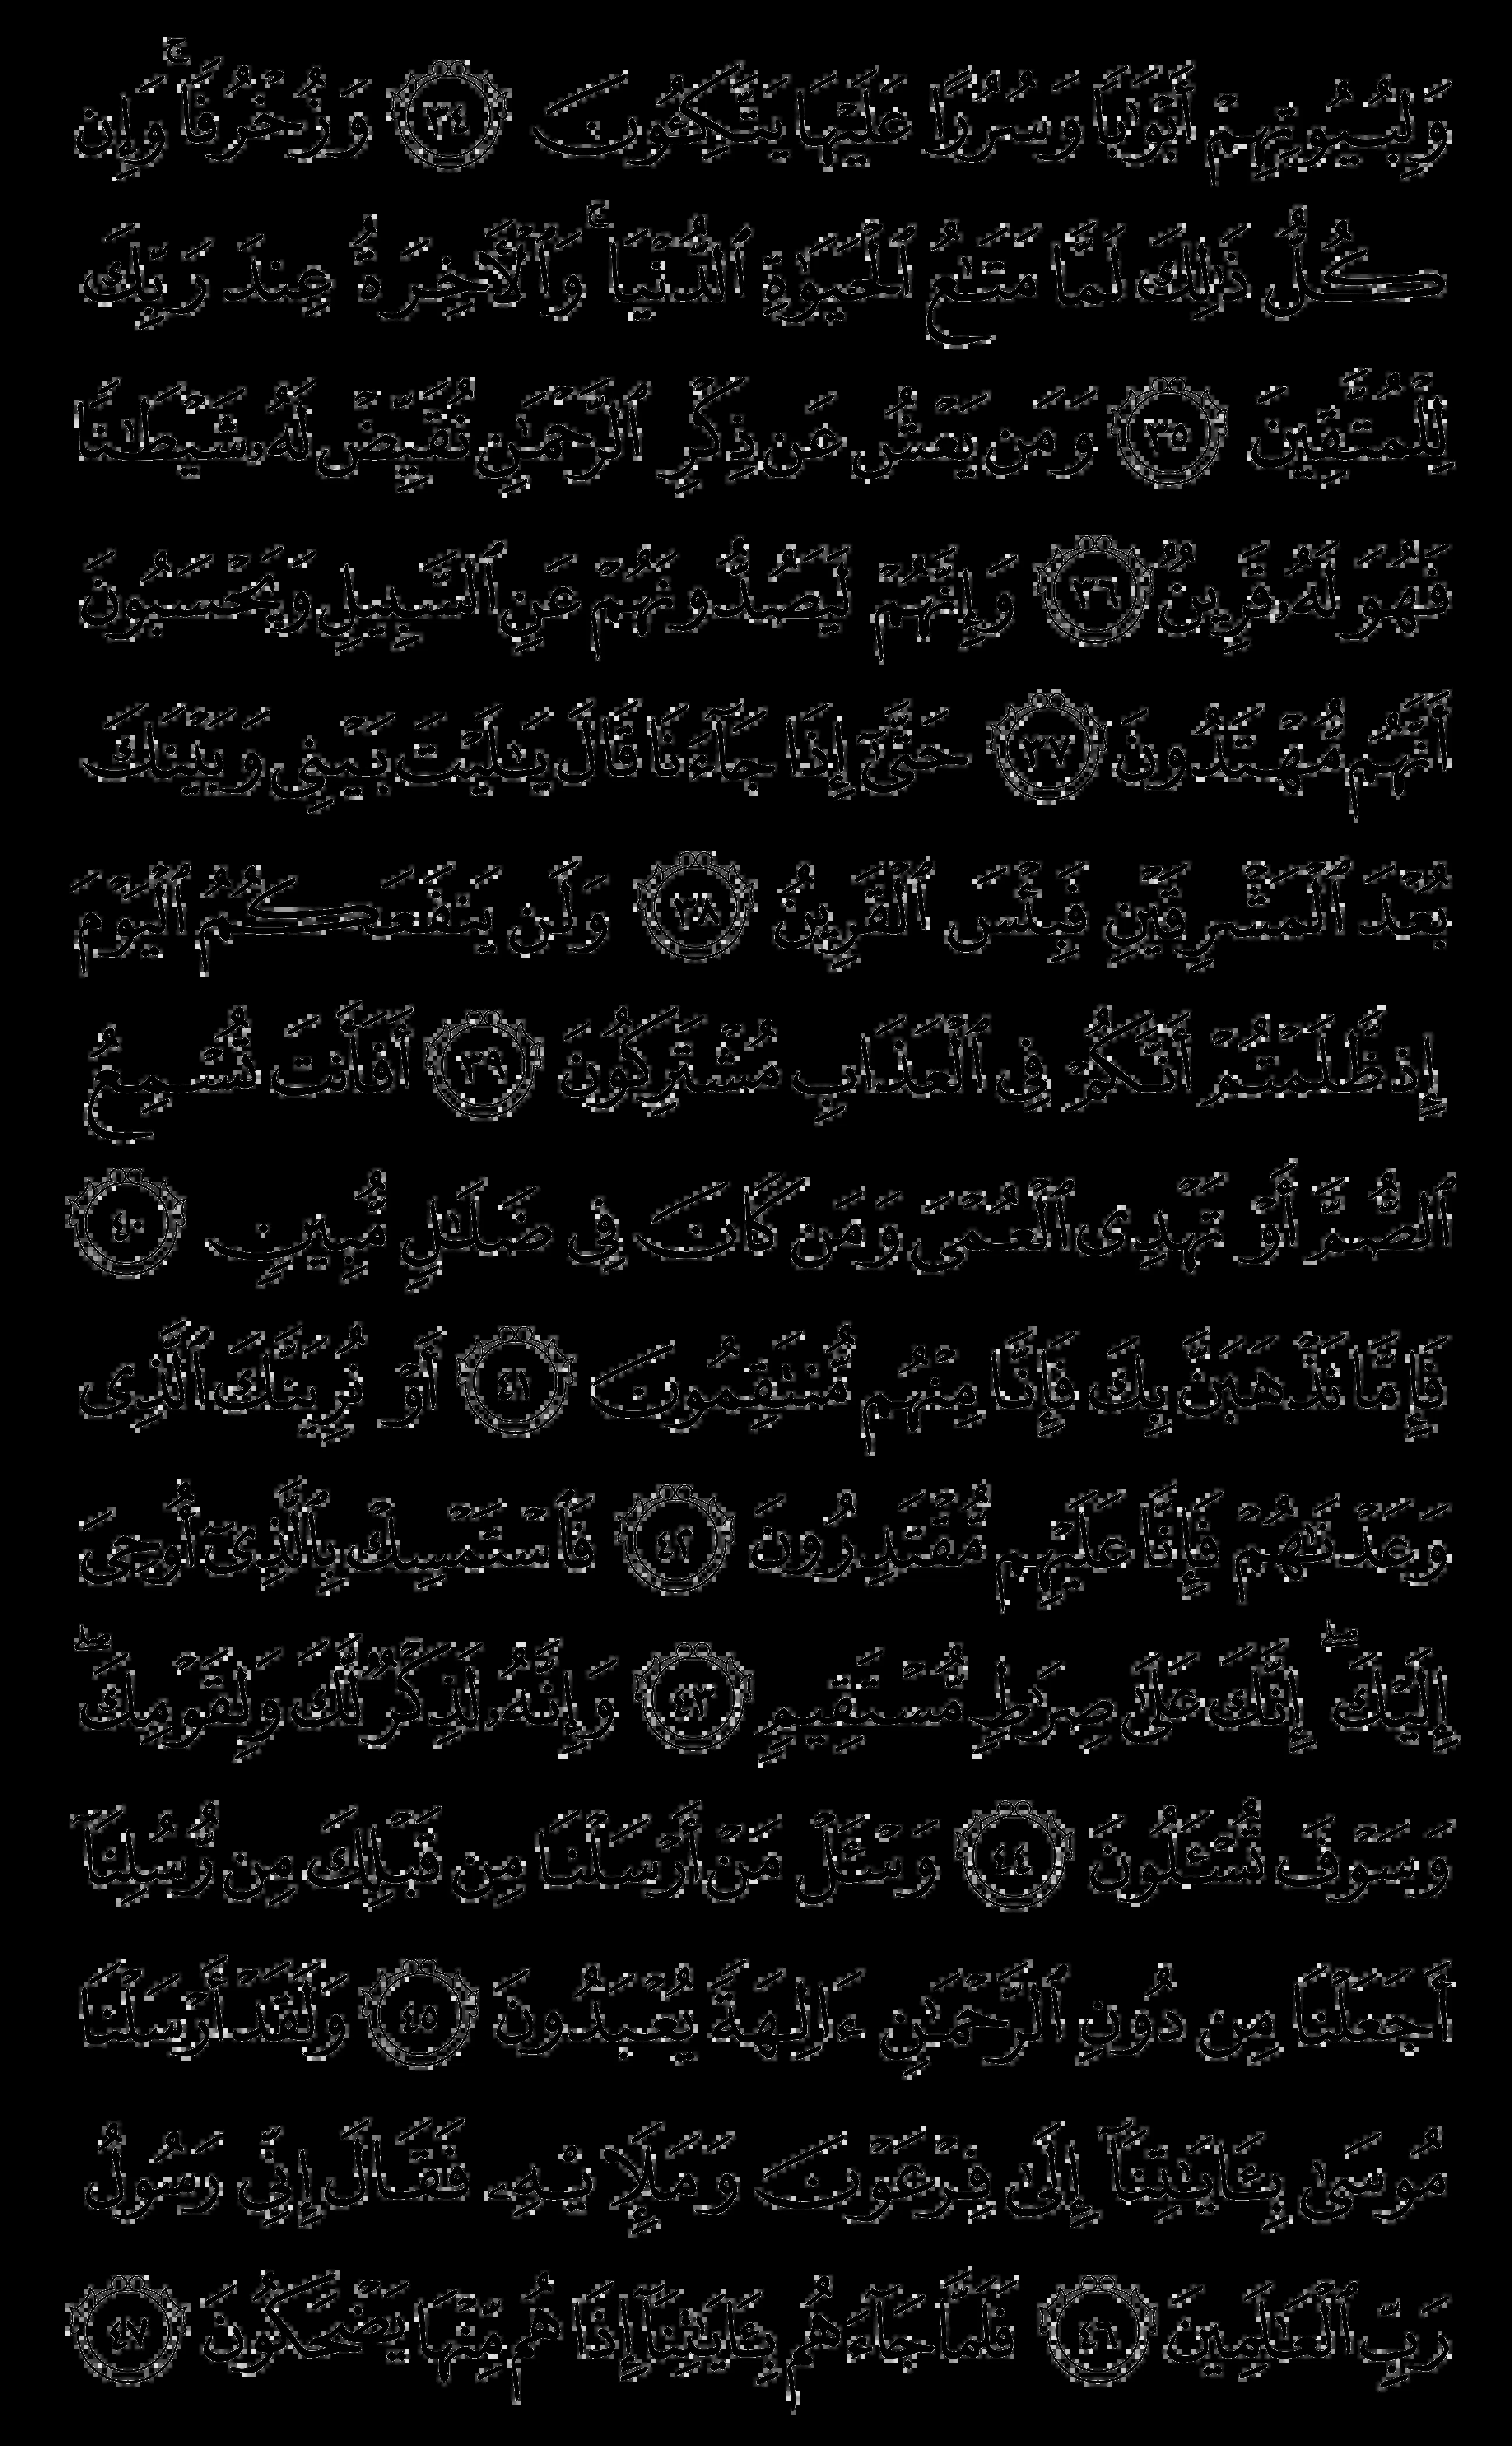 وَلِبُيُوتِهِمْ أَبْوَٰبًا وَسُرُرًا عَلَيْهَا يَتَّكِـُٔونَ ٣٤ وَزُخْرُفًا ۚ وَإِن
كُلُّ ذَٰلِكَ لَمَّا مَتَـٰعُ ٱلْحَيَوٰةِ ٱلدُّنْيَا ۚ وَٱلْـَٔاخِرَةُ عِندَ رَبِّكَ
لِلْمُتَّقِينَ ٣٥ وَمَن يَعْشُ عَن ذِكْرِ ٱلرَّحْمَـٰنِ نُقَيِّضْ لَهُۥ شَيْطَـٰنًا
فَهُوَ لَهُۥ قَرِينٌ ٣٦ وَإِنَّهُمْ لَيَصُدُّونَهُمْ عَنِ ٱلسَّبِيلِ وَيَحْسَبُونَ
أَنَّهُم مُّهْتَدُونَ ٣٧ حَتَّىٰٓ إِذَا جَآءَنَا قَالَ يَـٰلَيْتَ بَيْنِى وَبَيْنَكَ
بُعْدَ ٱلْمَشْرِقَيْنِ فَبِئْسَ ٱلْقَرِينُ ٣٨ وَلَن يَنفَعَكُمُ ٱلْيَوْمَ
إِذ ظَّلَمْتُمْ أَنَّكُمْ فِى ٱلْعَذَابِ مُشْتَرِكُونَ ٣٩ أَفَأَنتَ تُسْمِعُ
ٱلصُّمَّ أَوْ تَهْدِى ٱلْعُمْىَ وَمَن كَانَ فِى ضَلَـٰلٍ مُّبِينٍ ٤٠
فَإِمَّا نَذْهَبَنَّ بِكَ فَإِنَّا مِنْهُم مُّنتَقِمُونَ ٤١ أَوْ نُرِيَنَّكَ ٱلَّذِى
وَعَدْنَـٰهُمْ فَإِنَّا عَلَيْهِم مُّقْتَدِرُونَ ٤٢ فَٱسْتَمْسِكْ بِٱلَّذِىٓ أُوحِىَ
إِلَيْكَ ۖ إِنَّكَ عَلَىٰ صِرَٰطٍ مُّسْتَقِيمٍ ٤٣ وَإِنَّهُۥ لَذِكْرٌ لَّكَ وَلِقَوْمِكَ ۖ
وَسَوْفَ تُسْـَٔلُونَ ٤٤ وَسْـَٔلْ مَنْ أَرْسَلْنَا مِن قَبْلِكَ مِن رُّسُلِنَآ
أَجَعَلْنَا مِن دُونِ ٱلرَّحْمَـٰنِ ءَالِهَةً يُعْبَدُونَ ٤٥ وَلَقَدْ أَرْسَلْنَا
مُوسَىٰ بِـَٔايَـٰتِنَآ إِلَىٰ فِرْعَوْنَ وَمَلَإِي۟هِۦ فَقَالَ إِنِّى رَسُولُ
رَبِّ ٱلْعَـٰلَمِينَ ٤٦ فَلَمَّا جَآءَهُم بِـَٔايَـٰتِنَآ إِذَا هُم مِّنْهَا يَضْحَكُونَ ٤٧